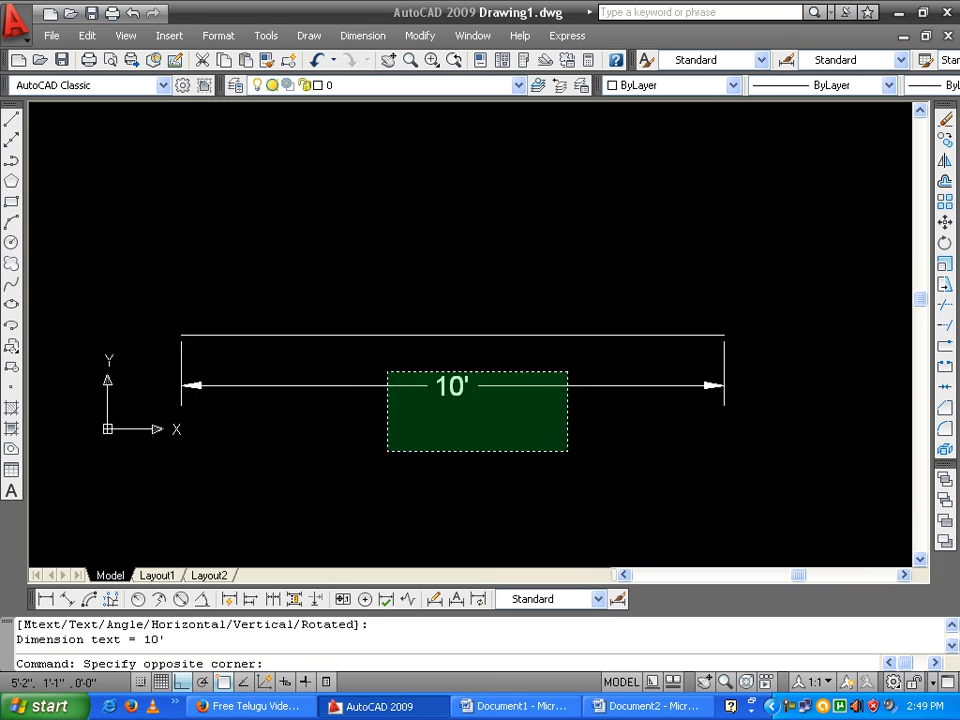 AutoCAD 2009 Drawing1.dwg
Type a keyword or phrase
File Edit View Insert Format Tools Draw Dimension Modify Window Help Express
Standard Standard Stan
AutoCAD Classic 0 ByLayer ByLayer ByL
10'
Y
X
A
Model Layout1 Layout2
Standard
[Mtext/Text/Angle/Horizontal/Vertical/Rotated]:
Dimension text = 10'
Command: Specify opposite corner:
5'-2", 1'-1" ,0'-0" MODEL 1:1
start Free Telugu Vide... AutoCAD 2009 Document1 - Micr... Document2 - Micr... 2:49 PM